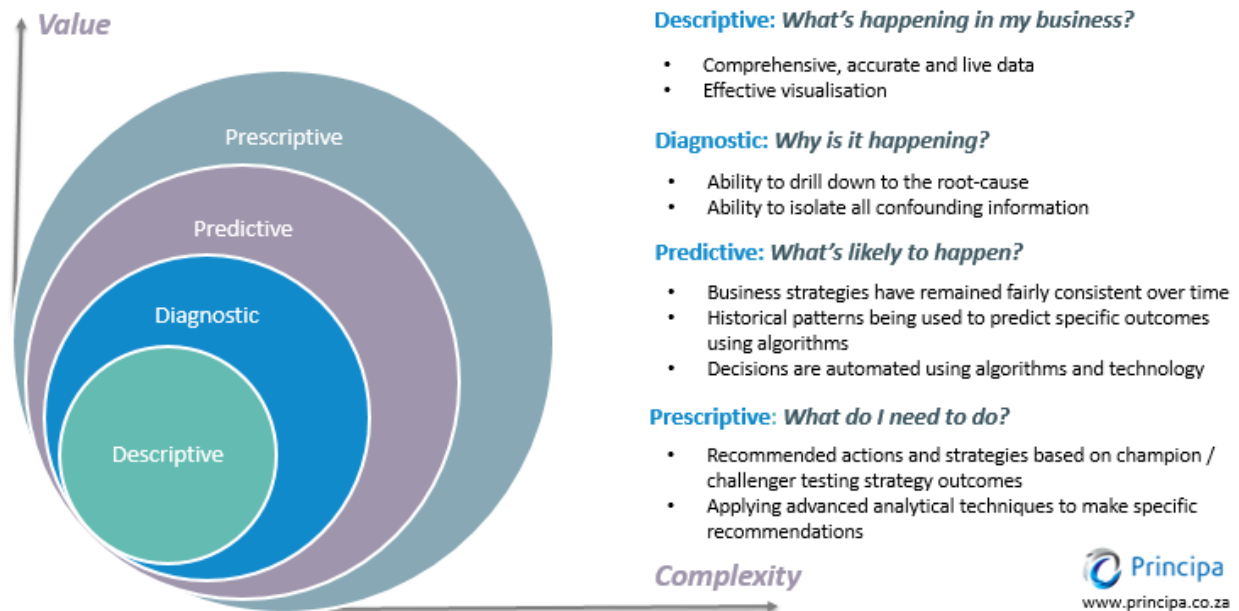 Value
Prescriptive
Predictive
Diagnostic
Descriptive
Descriptive: What's happening in my business?
• Comprehensive, accurate and live data
• Effective visualisation
Diagnostic: Why is it happening?
• Ability to drill down to the root-cause
• Ability to isolate all confounding information
Predictive: What's likely to happen?
• Business strategies have remained fairly consistent over time
• Historical patterns being used to predict specific outcomes
using algorithms
• Decisions are automated using algorithms and technology
Prescriptive: What do I need to do?
• Recommended actions and strategies based on champion /
challenger testing strategy outcomes
• Applying advanced analytical techniques to make specific
recommendations
Complexity
Principa
www.principa.co.za